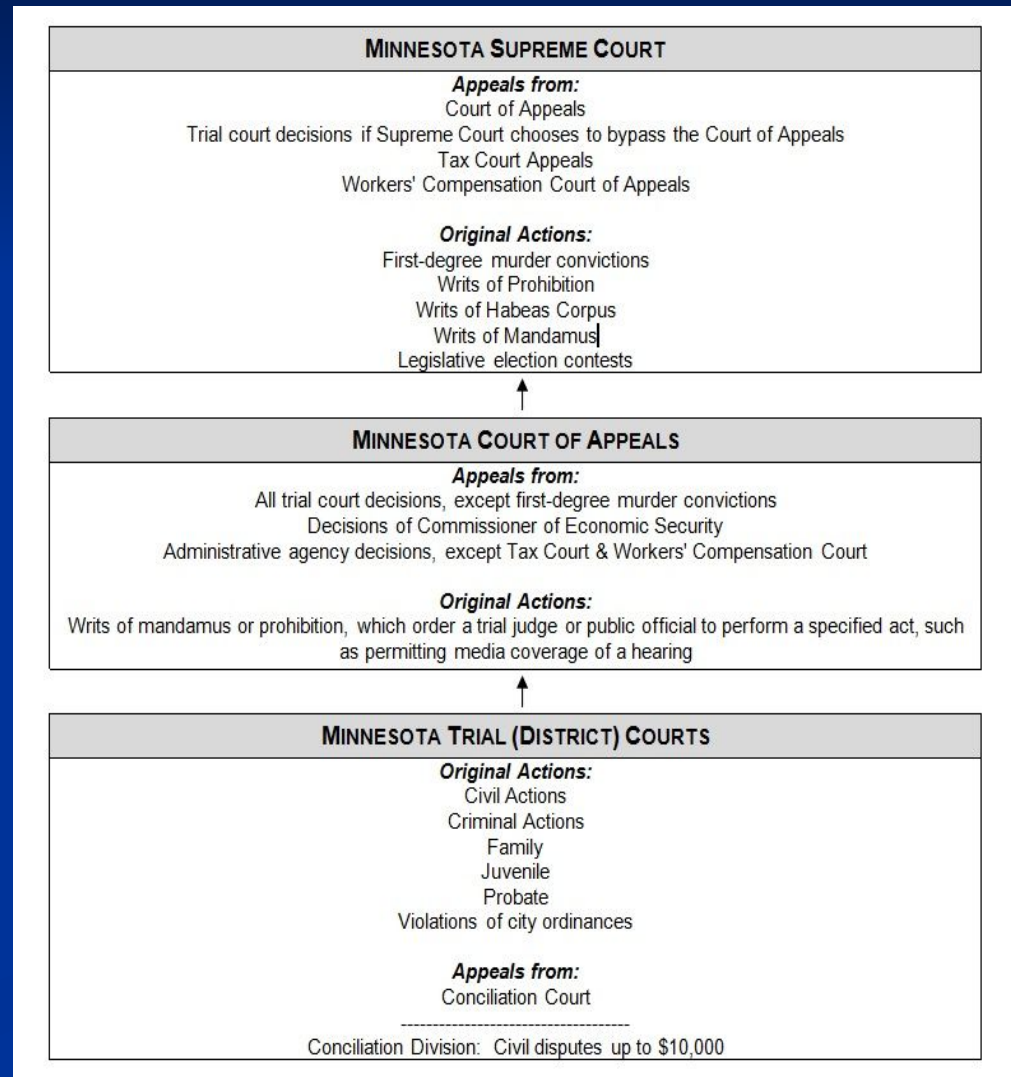 MINNESOTA SUPREME COURT
Appeals from:
Court of Appeals
Trial court decisions if Supreme Court chooses to bypass the Court of Appeals
Tax Court Appeals
Workers' Compensation Court of Appeals
Original Actions:
First-degree murder convictions
Writs of Prohibition
Writs of Habeas Corpus
Writs of Mandamus
Legislative election contests
MINNESOTA COURT OF APPEALS
Appeals from:
All trial court decisions, except first-degree murder convictions
Decisions of Commissioner of Economic Security
Administrative agency decisions, except Tax Court & Workers' Compensation Court
Original Actions:
Writs of mandamus or prohibition, which order a trial judge or public official to perform a specified act, such
as permitting media coverage of a hearing
MINNESOTA TRIAL (DISTRICT) COURTS
Original Actions:
Civil Actions
Criminal Actions
Family
Juvenile
Probate
Violations of city ordinances
Appeals from:
Conciliation Court
------------------------------------
Conciliation Division: Civil disputes up to $10,000